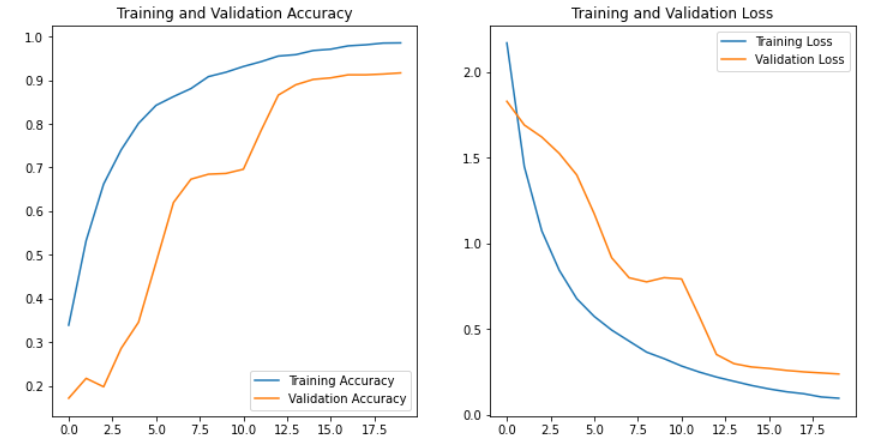 Training and Validation Accuracy
1.0
0.9
0.8
0.7
0.6
0.5
0.4
0.3
0.2
Training Accuracy
Validation Accuracy
0.0 2.5 5.0 7.5 10.0 12.5 15.0 17.5
Training and Validation Loss
Training Loss
Validation Loss
2.0
1.5
1.0
0.5
0.0
0.0 2.5 5.0 7.5 10.0 12.5 15.0 17.5